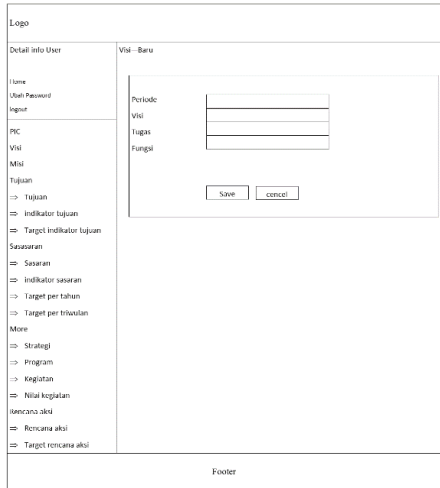 Logo
Detail info User
Visi—Baru
Home
Ubah Password
logout
Periode
Visi
Tugas
Fungsi
Save
cencel
PIC
Visi
Misi
Tujuan
⇒ Tujuan
⇒ indikator tujuan
⇒ Target indikator tujuan
Sasasaran
⇒ Sasaran
⇒ indikator sasaran
⇒ Target per tahun
⇒ Target per triwulan
More
⇒ Strategi
⇒ Program
⇒ Kegiatan
⇒ Nilai kegiatan
Rencana aksi
⇒ Rencana aksi
⇒ Target rencana aksi
Footer